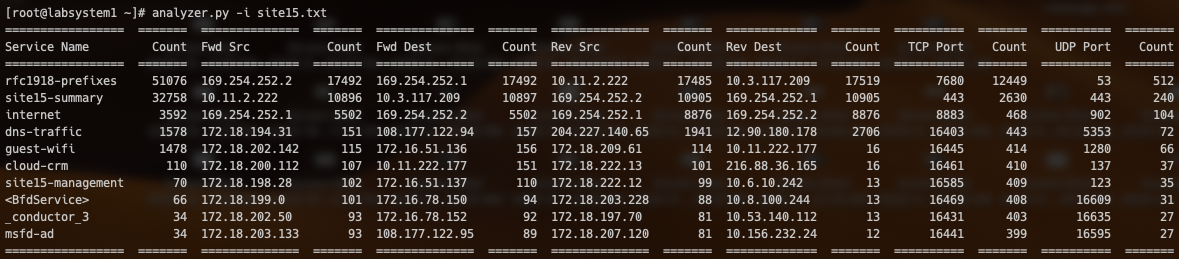 [root@labsystem1 ~]# analyzer.py -i site15.txt
================= ======= =============== ======= =============== ======= =============== ======= =============== ======= ======== ======= ======== =======
Service Name Count Fwd Src Count Fwd Dest Count Rev Src Count Rev Dest Count TCP Port Count UDP Port Count
================= ======= =============== ======= =============== ======= =============== ======= =============== ======= ======== ======= ======== =======
rfc1918-prefixes 51076 169.254.252.2 17492 169.254.252.1 17492 10.11.2.222 17485 10.3.117.209 17519 7680 12449 53 512
site15-summary 32758 10.11.2.222 10896 10.3.117.209 10897 169.254.252.2 10905 169.254.252.1 10905 443 2630 443 240
internet 3592 169.254.252.1 5502 169.254.252.2 5502 169.254.252.1 8876 169.254.252.2 8876 8883 468 902 104
dns-traffic 1578 172.18.194.31 151 108.177.122.94 157 204.227.140.65 1941 12.90.180.178 2706 16403 443 5353 72
guest-wifi 1478 172.18.202.142 115 172.16.51.136 156 172.18.209.61 114 10.11.222.177 16 16445 414 1280 66
cloud-crm 110 172.18.200.112 107 10.11.222.177 151 172.18.222.13 101 216.88.36.165 16 16461 410 137 37
site15-management 70 172.18.198.28 102 172.16.51.137 110 172.18.222.12 99 10.6.10.242 13 16585 409 123 35
<BfdService> 66 172.18.199.0 101 172.16.78.150 94 172.18.203.228 88 10.8.100.244 13 16469 408 16609 31
_conductor_3 34 172.18.202.50 93 172.16.78.152 92 172.18.197.70 81 10.53.140.112 13 16431 403 16635 27
msfd-ad 34 172.18.203.133 93 108.177.122.95 89 172.18.207.120 81 10.156.232.24 12 16441 399 16595 27
================= ======= =============== ======= =============== ======= =============== ======= =============== ======= ======== ======= ======== =======